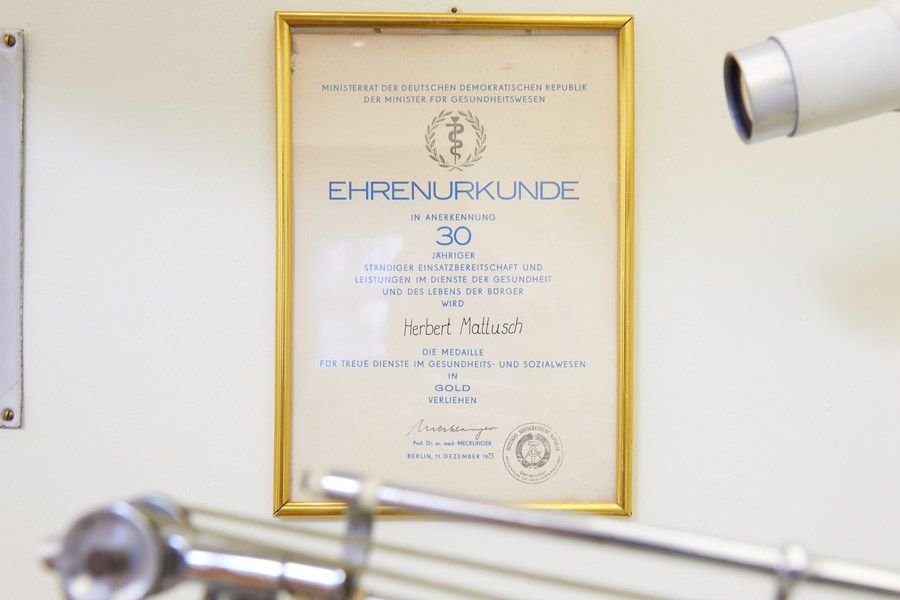 MINISTERRAT DER DEUTSCHEN DEMOKRATISCHEN REPUBLIK
DER MINISTER FÜR GESUNDHEITSWESEN
EHRENURKUNDE
IN ANERKENNUNG
30
JÄHRIGER
STÄNDIGER EINSATZBEREITSCHAFT UND
LEISTUNGEN IM DIENSTE DER GESUNDHEIT
UND DES LEBENS DER BÜRGER
WIRD
Herbert Mattusch
DIE MEDAILLE
FÜR TREUE DIENSTE IM GESUNDHEITS- UND SOZIALWESEN
IN
GOLD
VERLIEHEN
Mecklinger
Prof. Dr. sc. med. MECKLINGER
BERLIN, 11. DEZEMBER 1973